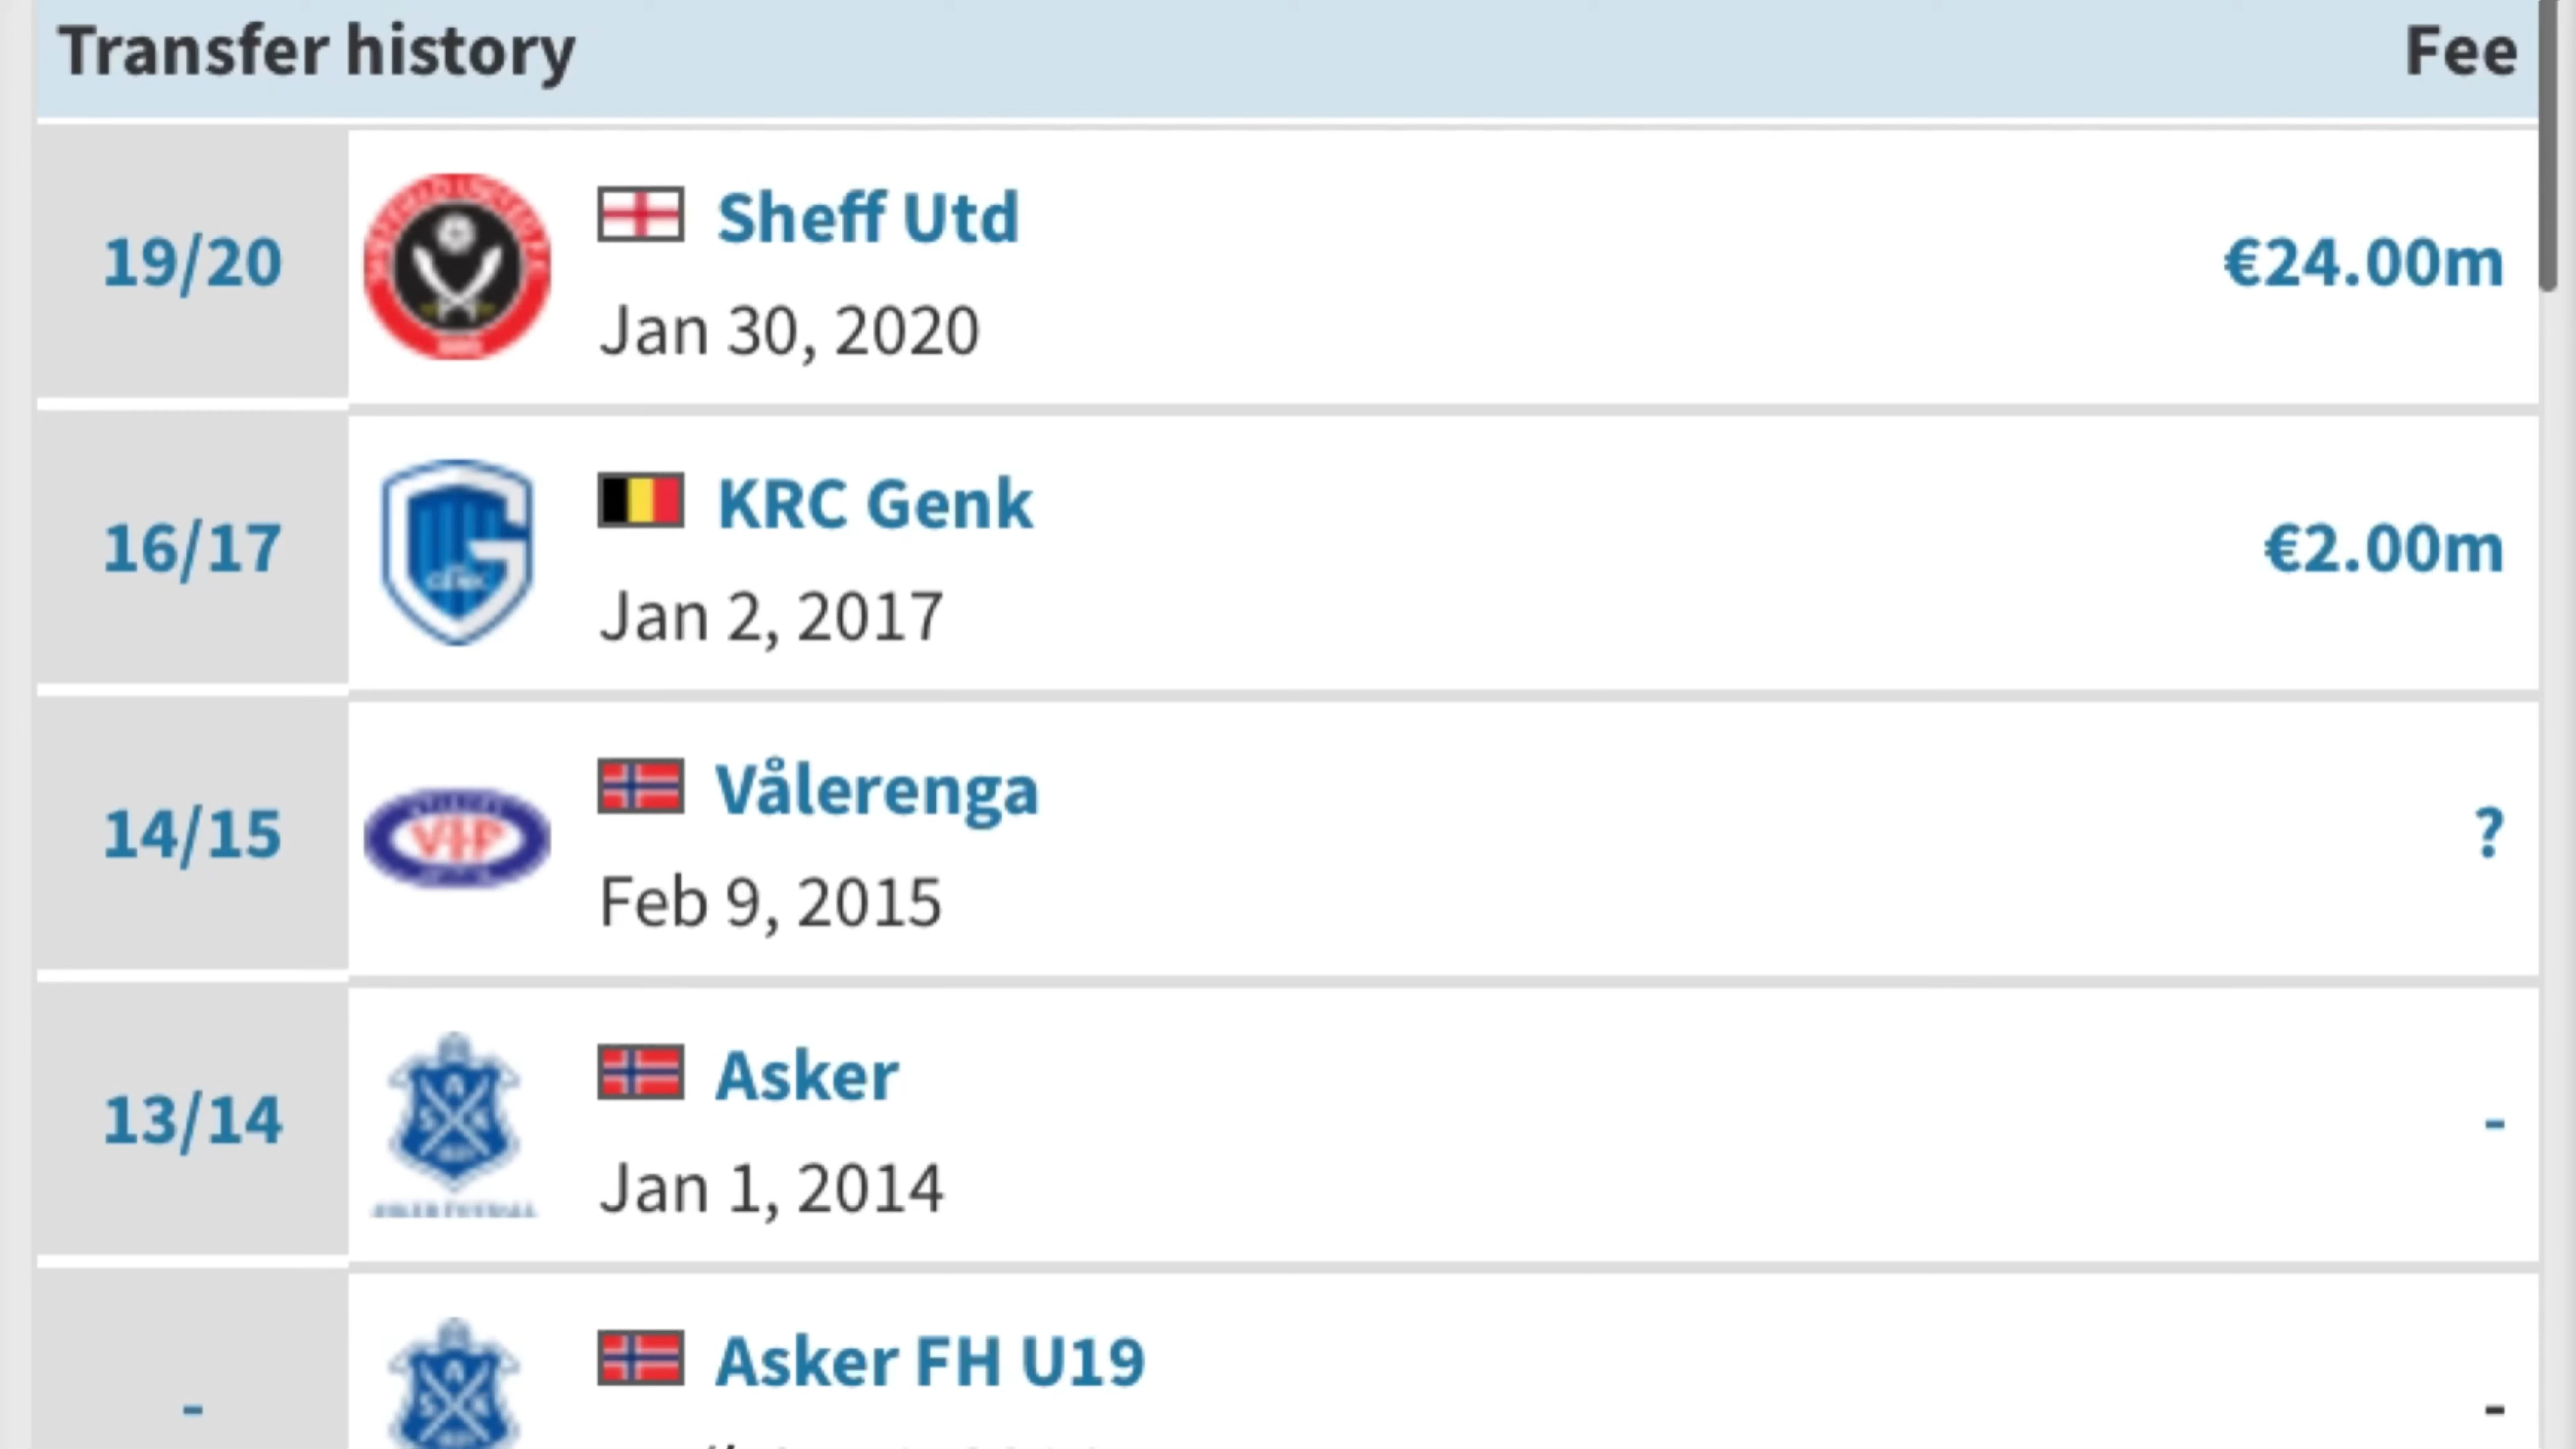 Transfer history Fee
19/20 Sheff Utd €24.00m
Jan 30, 2020
16/17 KRC Genk €2.00m
Jan 2, 2017
14/15 Vålerenga ?
Feb 9, 2015
13/14 Asker -
Jan 1, 2014
- Asker FH U19 -